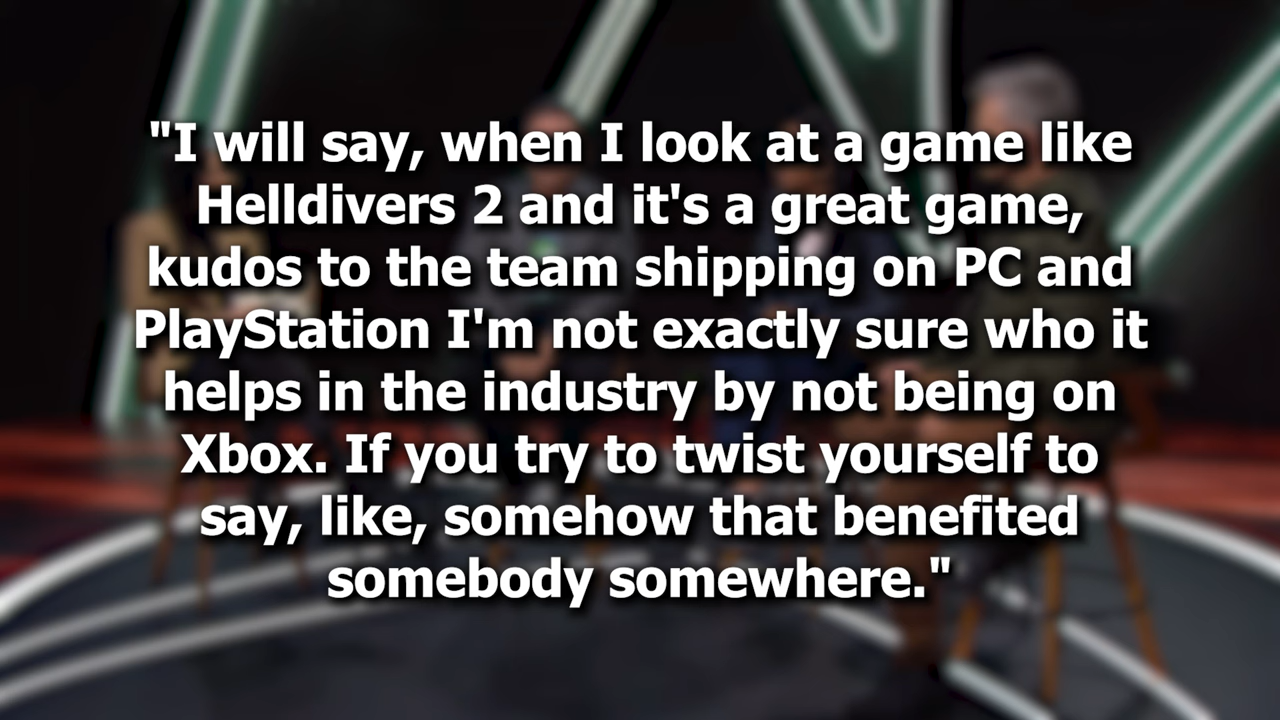 "I will say, when I look at a game like
Helldivers 2 and it's a great game,
kudos to the team shipping on PC and
PlayStation I'm not exactly sure who it
helps in the industry by not being on
Xbox. If you try to twist yourself to
say, like, somehow that benefited
somebody somewhere."